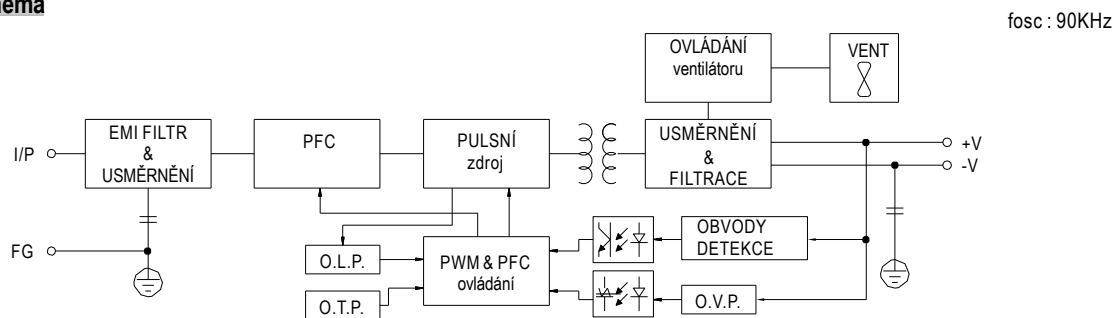 fosc : 90KHz
OVLÁDÁNÍ
ventilátoru
VENT
I/P
EMI FILTR
&
USMĚRNĚNÍ
PFC
PULSNÍ
zdroj
USMĚRNĚNÍ
&
FILTRACE
+V
-V
FG
O.L.P.
O.T.P.
PWM & PFC
ovládání
OBVODY
DETEKCE
O.V.P.